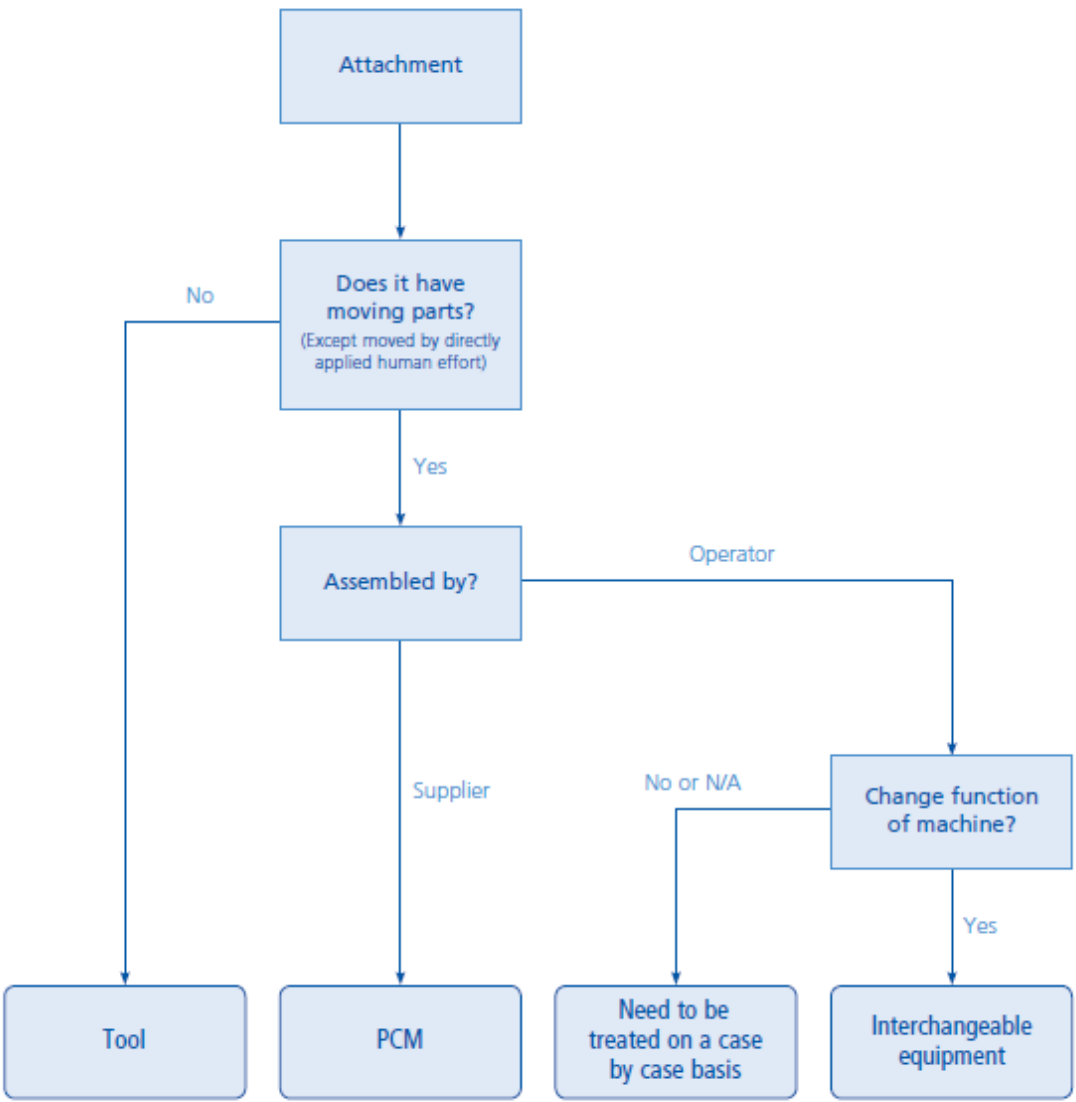 Attachment
Does it have
moving parts?
(Except moved by directly
applied human effort)
No
Yes
Assembled by?
Operator
Supplier
No or N/A
Change function
of machine?
Yes
Tool
PCM
Need to be
treated on a case
by case basis
Interchangeable
equipment